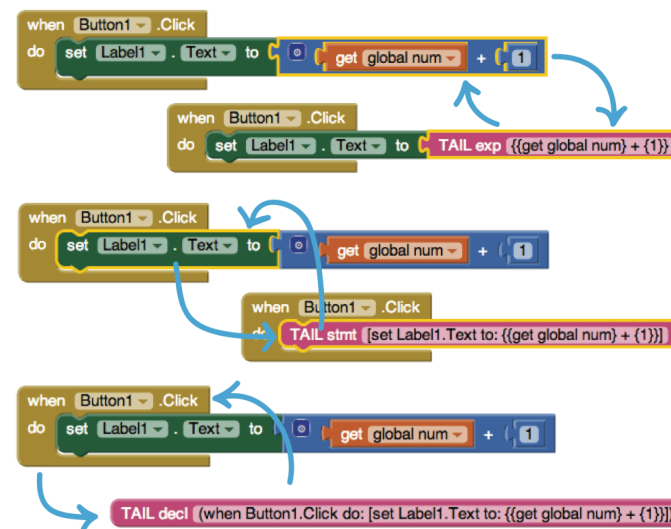 when Button1 .Click
do set Label1 . Text to get global num + 1
when Button1 .Click
do set Label1 . Text to TAIL exp {{get global num} + {1}}
when Button1 .Click
do set Label1 . Text to get global num + 1
when Button1 .Click
do TAIL stmt [set Label1.Text to: {{get global num} + {1}}]
when Button1 .Click
do set Label1 . Text to get global num + 1
TAIL decl (when Button1.Click do: [set Label1.Text to: {{get global num} + {1}}]